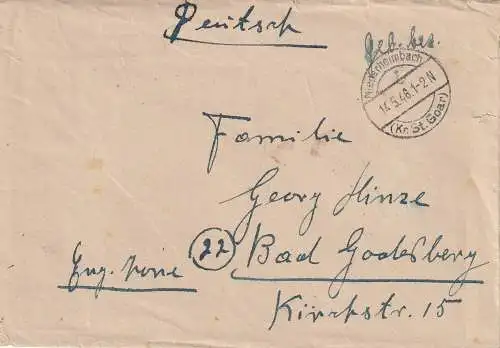 Deutsch
Geb. bez.
Niederheimbach
14.5.48.1-2 N
(Kr. St. Goar)
Familie
Georg Hinze
22 Bad Godesberg
Eng. Zone
Kirchstr. 15